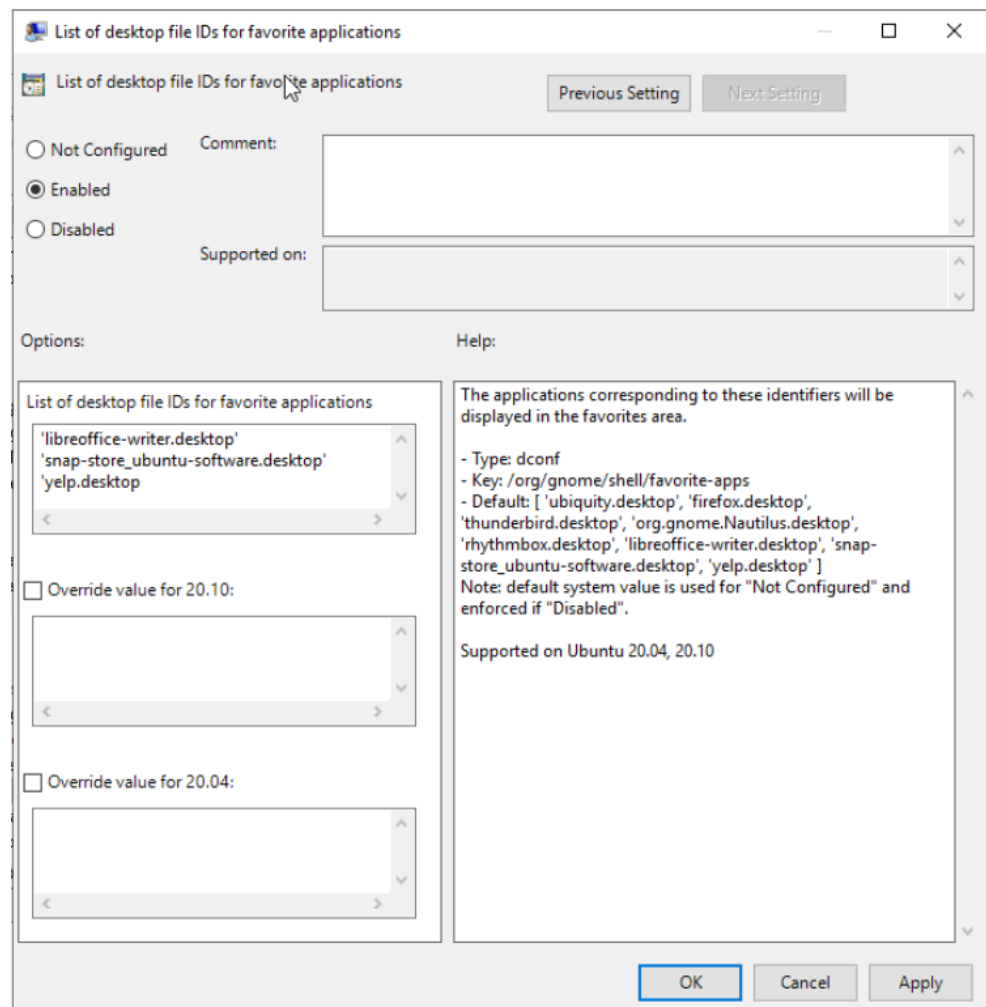 List of desktop file IDs for favorite applications
List of desktop file IDs for favorite applications
Previous Setting
Next Setting
Not Configured
Comment:
Enabled
Disabled
Supported on:
Options:
Help:
List of desktop file IDs for favorite applications
'libreoffice-writer.desktop'
'snap-store_ubuntu-software.desktop'
'yelp.desktop
Override value for 20.10:
Override value for 20.04:
The applications corresponding to these identifiers will be
displayed in the favorites area.
- Type: dconf
- Key: /org/gnome/shell/favorite-apps
- Default: [ 'ubiquity.desktop', 'firefox.desktop',
'thunderbird.desktop', 'org.gnome.Nautilus.desktop',
'rhythmbox.desktop', 'libreoffice-writer.desktop', 'snap-
store_ubuntu-software.desktop', 'yelp.desktop' ]
Note: default system value is used for "Not Configured" and
enforced if "Disabled".
Supported on Ubuntu 20.04, 20.10
OK
Cancel
Apply